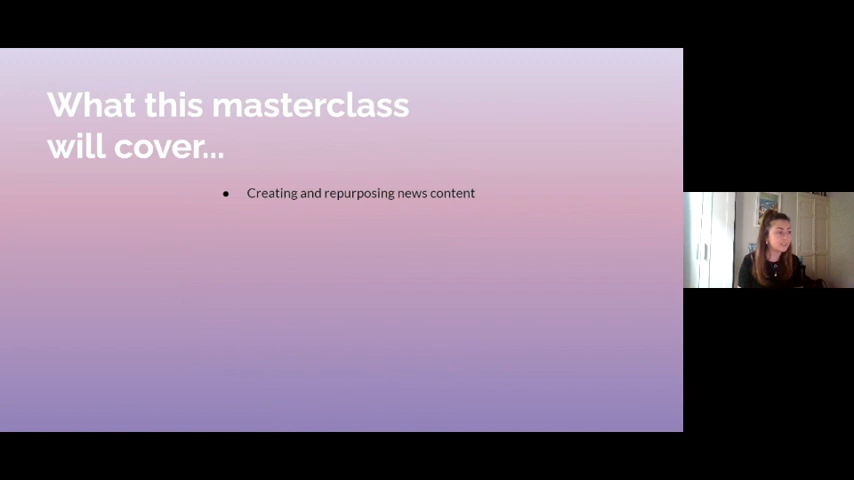 What this masterclass
will cover...
● Creating and repurposing news content